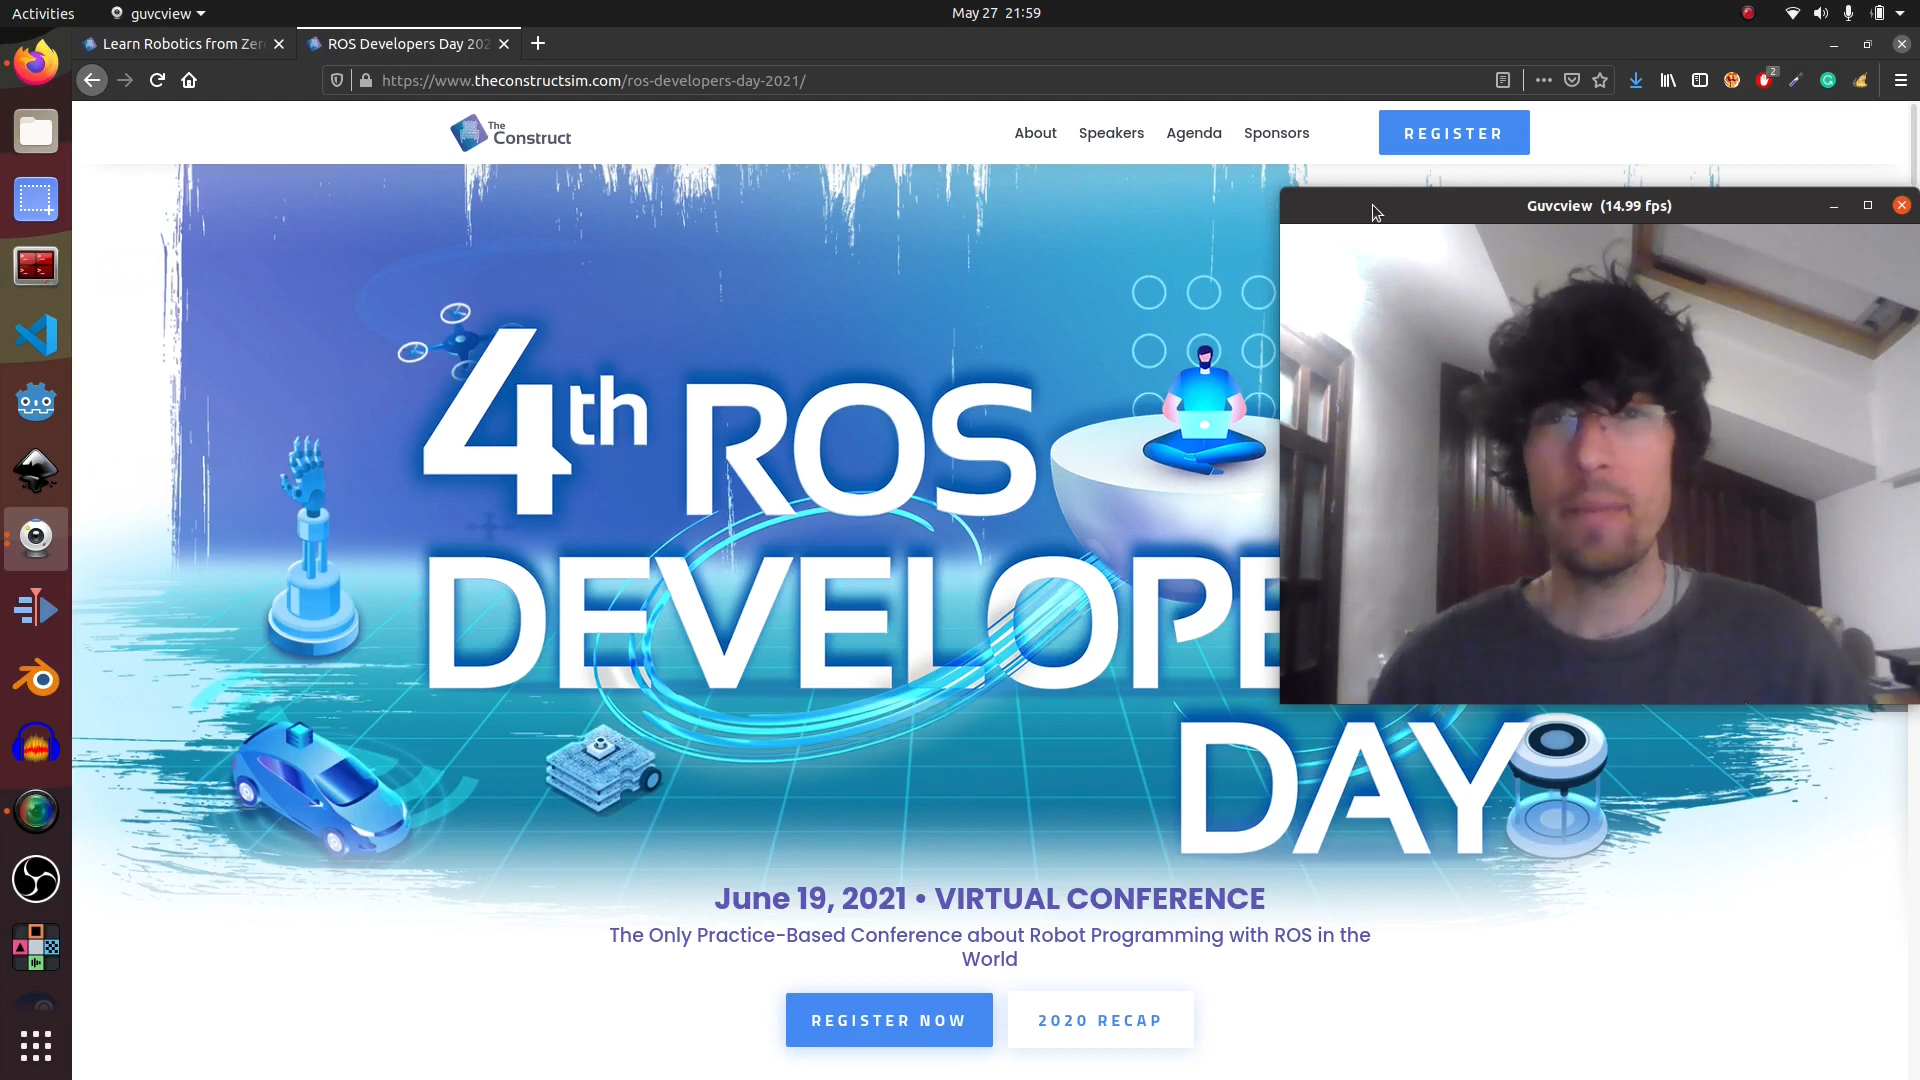 Activities
guvcview
May 27 21:59
Learn Robotics from Zer
ROS Developers Day 202
https://www.theconstructsim.com/ros-developers-day-2021/
2
The
Construct
About
Speakers
Agenda
Sponsors
REGISTER
Guvcview (14.99 fps)
4th ROS
DEVELOPE
DAY
June 19, 2021 • VIRTUAL CONFERENCE
The Only Practice-Based Conference about Robot Programming with ROS in the
World
REGISTER NOW
2020 RECAP